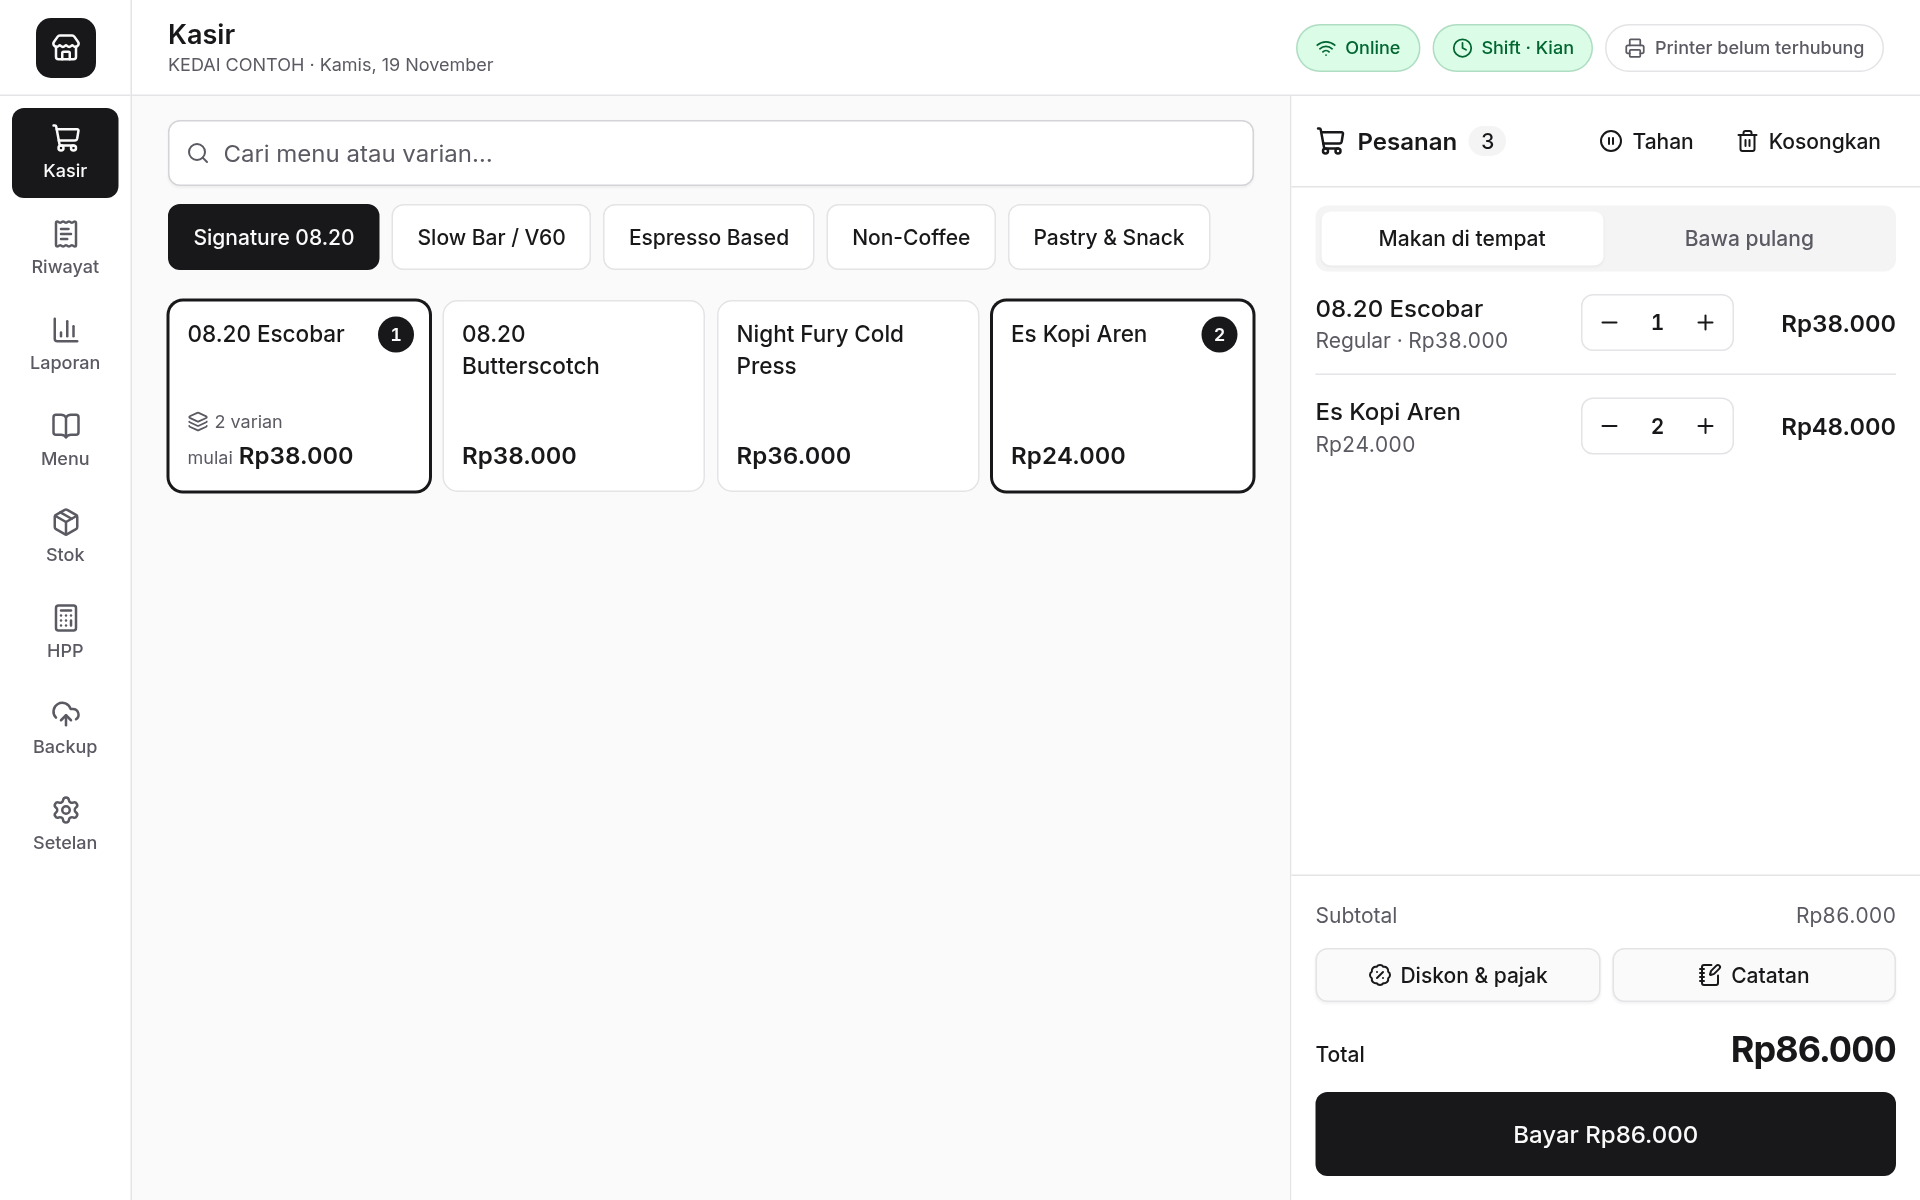 Kasir
KEDAI CONTOH · Kamis, 19 November
Online
Shift · Kian
Printer belum terhubung
Kasir
Riwayat
Laporan
Menu
Stok
HPP
Backup
Setelan
Cari menu atau varian...
Signature 08.20
Slow Bar / V60
Espresso Based
Non-Coffee
Pastry & Snack
08.20 Escobar
1
2 varian
mulai Rp38.000
08.20
Butterscotch
Rp38.000
Night Fury Cold
Press
Rp36.000
Es Kopi Aren
2
Rp24.000
Pesanan 3
Tahan
Kosongkan
Makan di tempat
Bawa pulang
08.20 Escobar
Regular · Rp38.000
1
Rp38.000
Es Kopi Aren
Rp24.000
2
Rp48.000
Subtotal
Rp86.000
Diskon & pajak
Catatan
Total
Rp86.000
Bayar Rp86.000